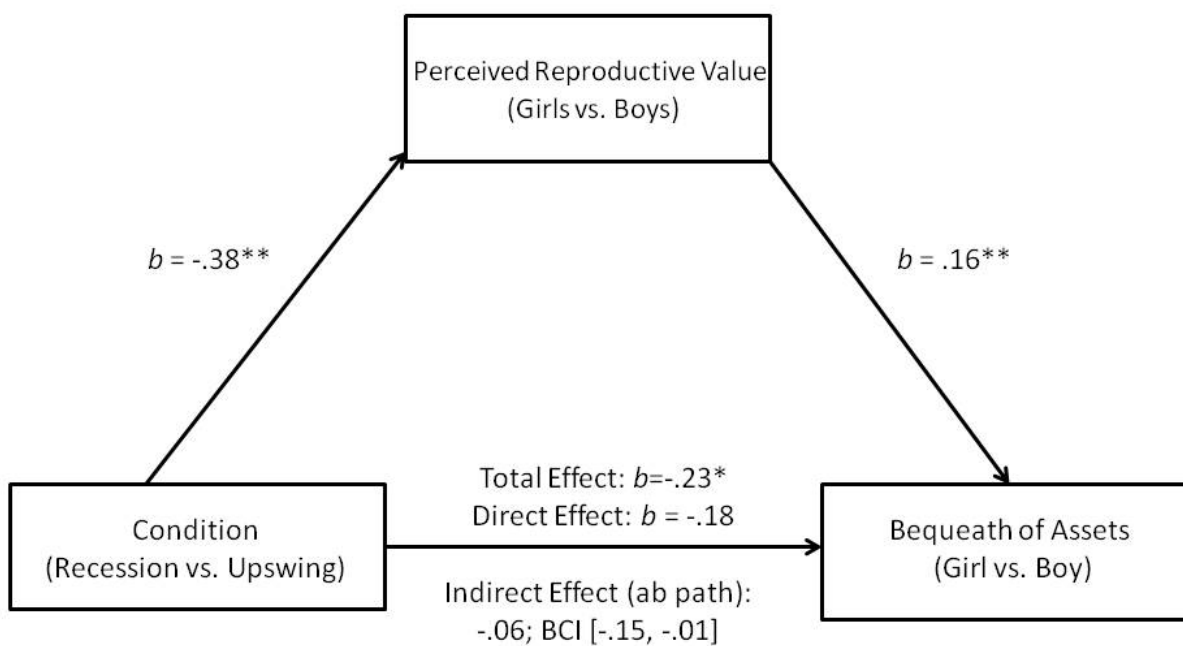 Perceived Reproductive Value
(Girls vs. Boys)
b = -.38**
b = .16**
Total Effect: b=-.23*
Direct Effect: b = -.18
Condition
(Recession vs. Upswing)
Bequeath of Assets
(Girl vs. Boy)
Indirect Effect (ab path):
-.06; BCI [-.15, -.01]